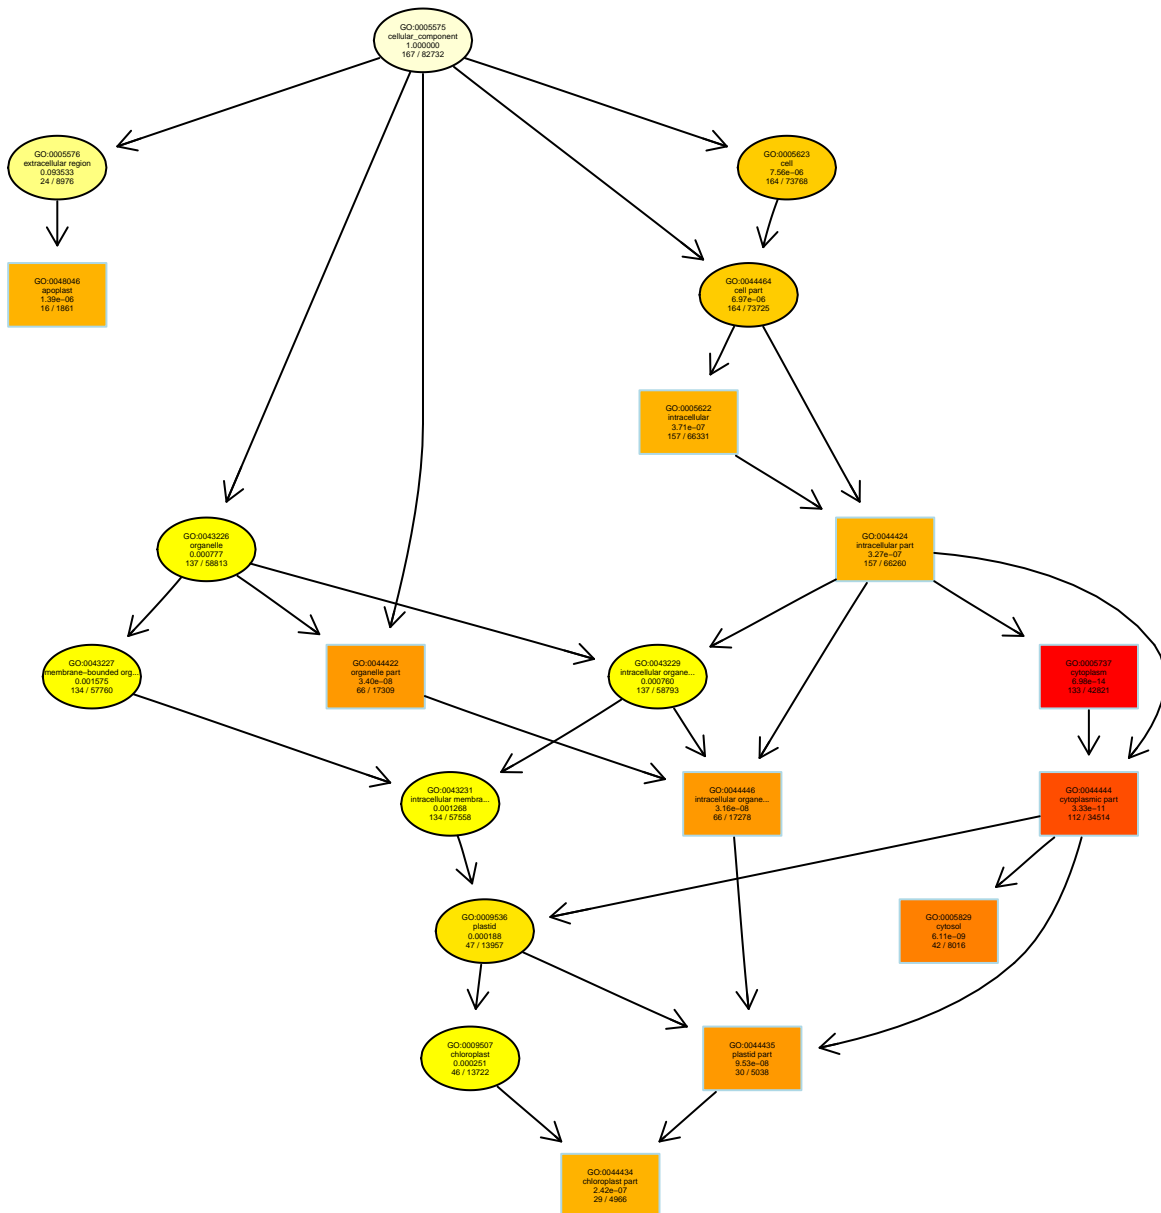 GO:0005575
cellular_component
1.000000
167 / 82732
GO:0005576
extracellular region
0.093533
24 / 8976
GO:0005623
cell
7.56e−06
164 / 73768
GO:0048046
apoplast
1.39e−06
16 / 1861
GO:0044464
cell part
6.97e−06
164 / 73725
GO:0005622
intracellular
3.71e−07
157 / 66331
GO:0043226
organelle
0.000777
137 / 58813
GO:0044424
intracellular part
3.27e−07
157 / 66260
GO:0043227
membrane−bounded org...
0.001575
134 / 57760
GO:0044422
organelle part
3.40e−08
66 / 17309
GO:0043229
intracellular organe...
0.000760
137 / 58793
GO:0005737
cytoplasm
6.98e−14
133 / 42821
GO:0043231
intracellular membra...
0.001268
134 / 57558
GO:0044446
intracellular organe...
3.16e−08
66 / 17278
GO:0044444
cytoplasmic part
3.33e−11
112 / 34514
GO:0009536
plastid
0.000188
47 / 13957
GO:0005829
cytosol
6.11e−09
42 / 8016
GO:0009507
chloroplast
0.000251
46 / 13722
GO:0044435
plastid part
9.53e−08
30 / 5038
GO:0044434
chloroplast part
2.42e−07
29 / 4966